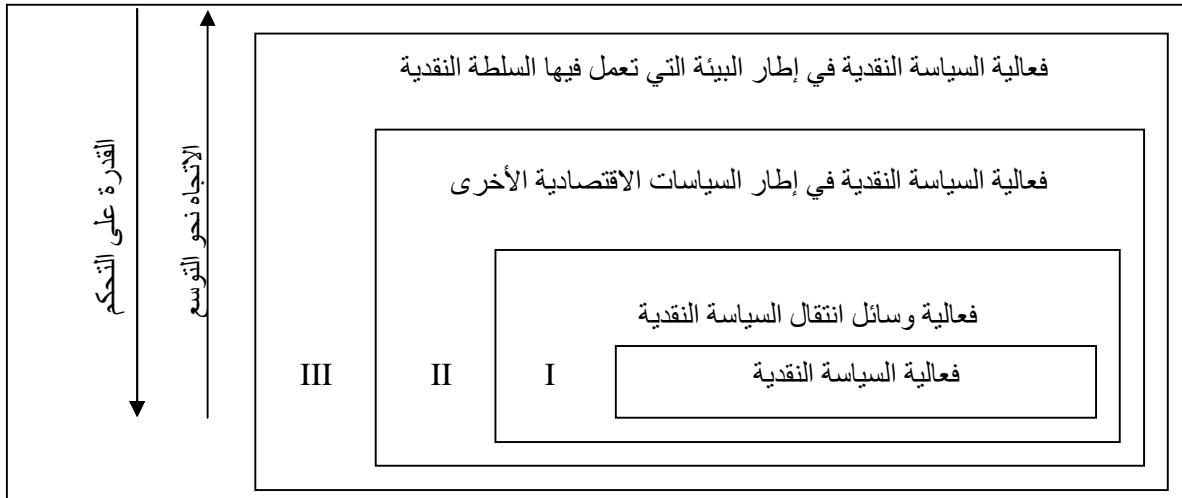 فعالية السياسة النقدية في إطار البيئة التي تعمل فيها السلطة النقدية
فعالية السياسة النقدية في إطار السياسات الاقتصادية الأخرى
فعالية وسائل انتقال السياسة النقدية
فعالية السياسة النقدية
I
II
III
الاتجاه نحو التوسع
القدرة على التحكم